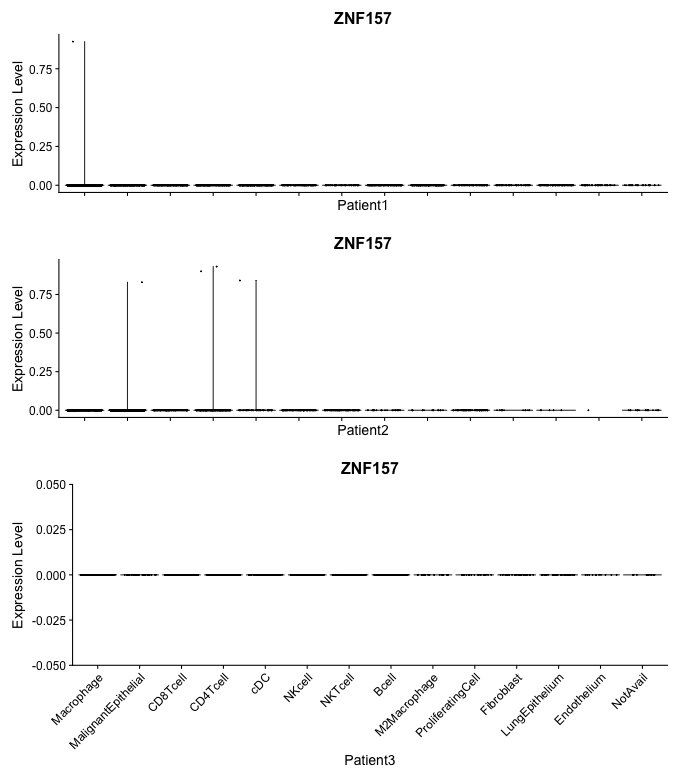 ZNF157
Expression Level
0.75
0.50
0.25
0.00
Patient1
ZNF157
Expression Level
0.75
0.50
0.25
0.00
Patient2
ZNF157
Expression Level
0.050
0.025
0.000
-0.025
-0.050
Macrophage
MalignantEpithelial
CD8Tcell
CD4Tcell
cDC
NKcell
NKTcell
Bcell
M2Macrophage
ProliferatingCell
Fibroblast
LungEpithelium
Endothelium
NotAvail
Patient3